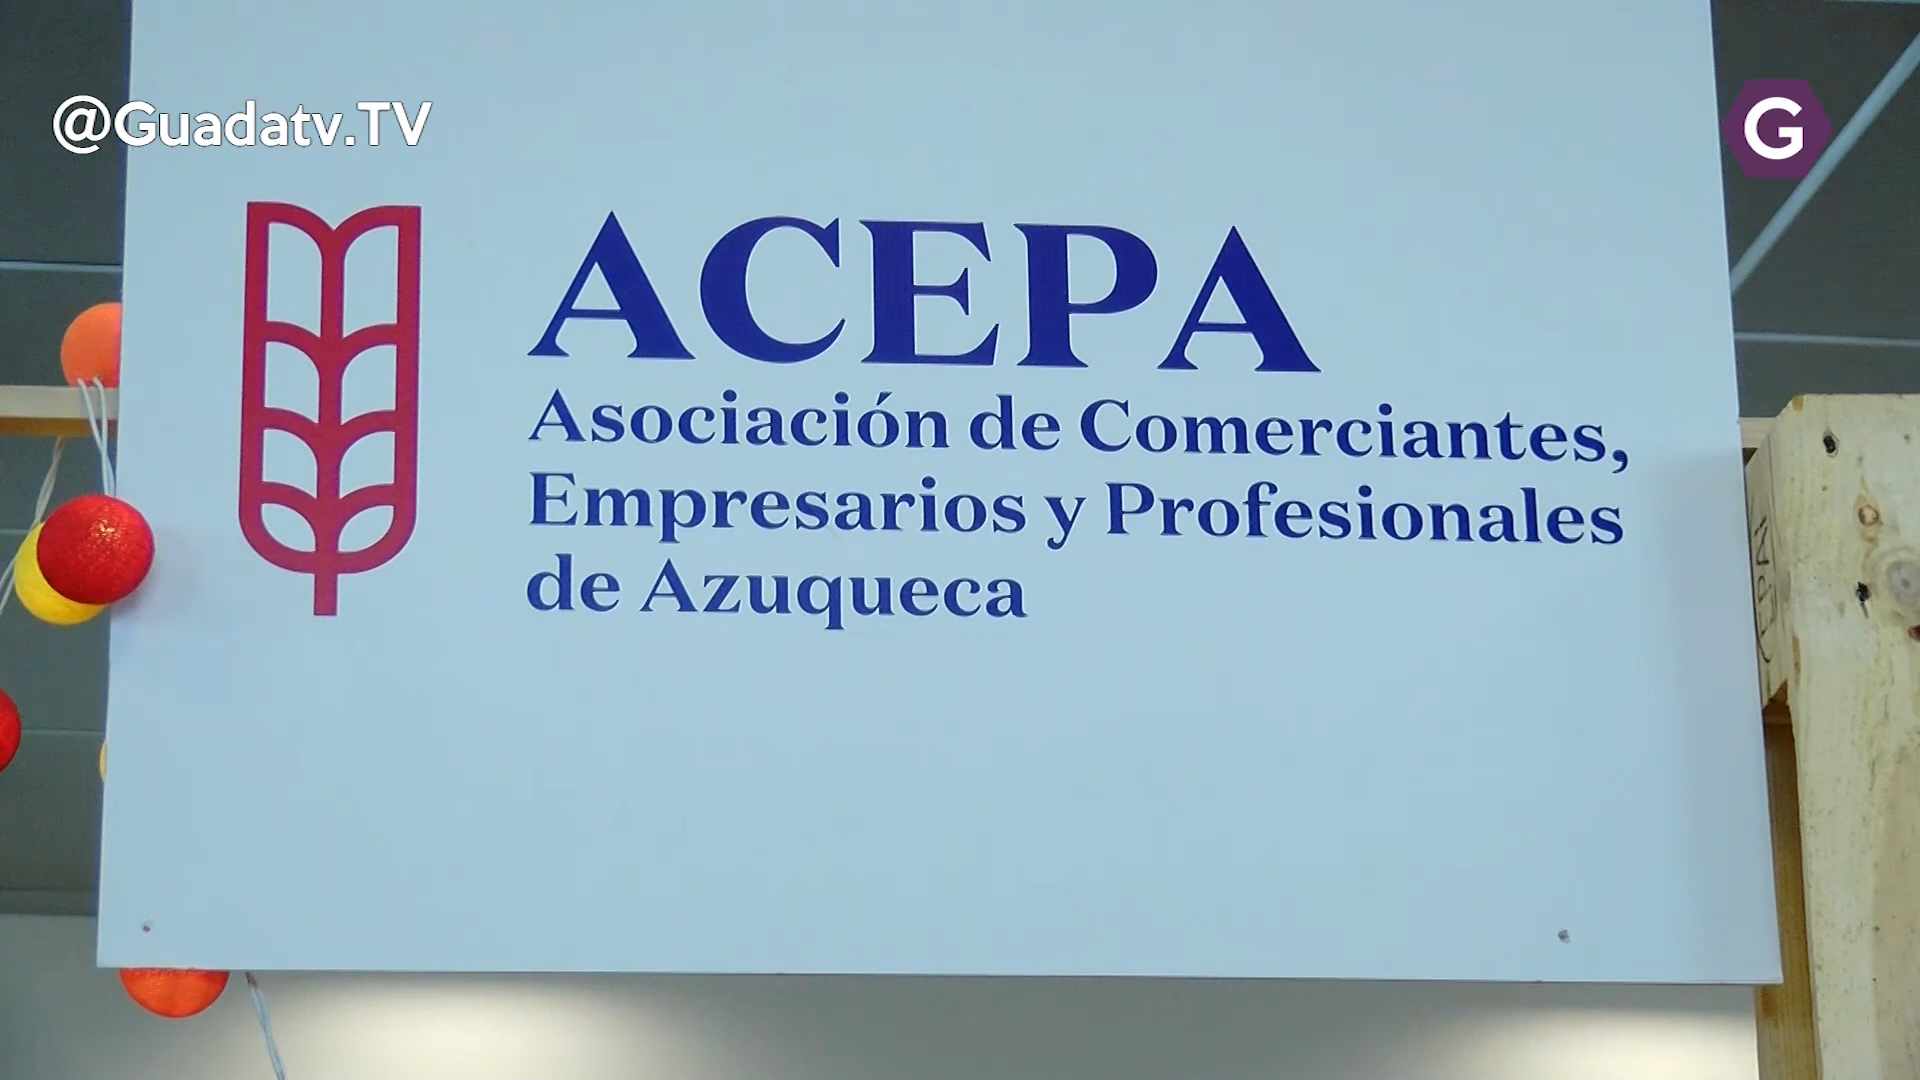 @Guadatv.TV
G
ACEPA
Asociación de Comerciantes,
Empresarios y Profesionales
de Azuqueca